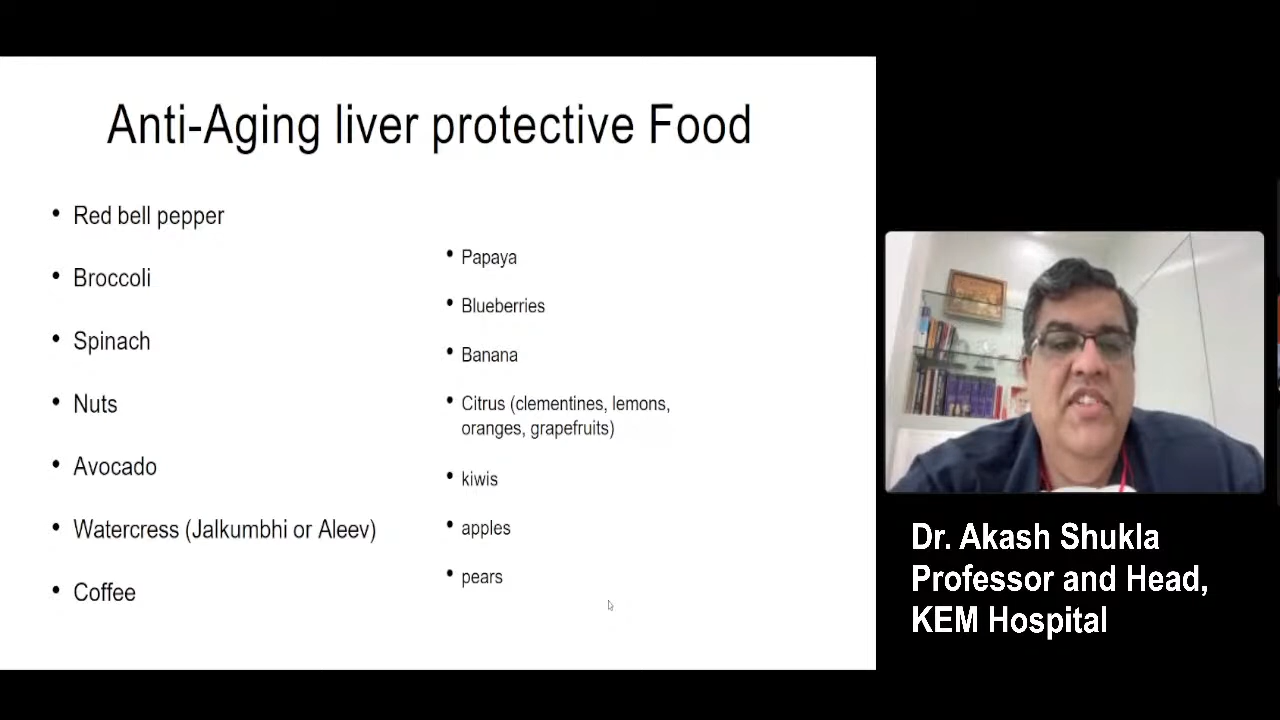 Anti-Aging liver protective Food
• Red bell pepper
• Broccoli
• Spinach
• Nuts
• Avocado
• Watercress (Jalkumbhi or Aleev)
• Coffee
• Papaya
• Blueberries
• Banana
• Citrus (clementines, lemons,
oranges, grapefruits)
• kiwis
• apples
• pears
Dr. Akash Shukla
Professor and Head,
KEM Hospital